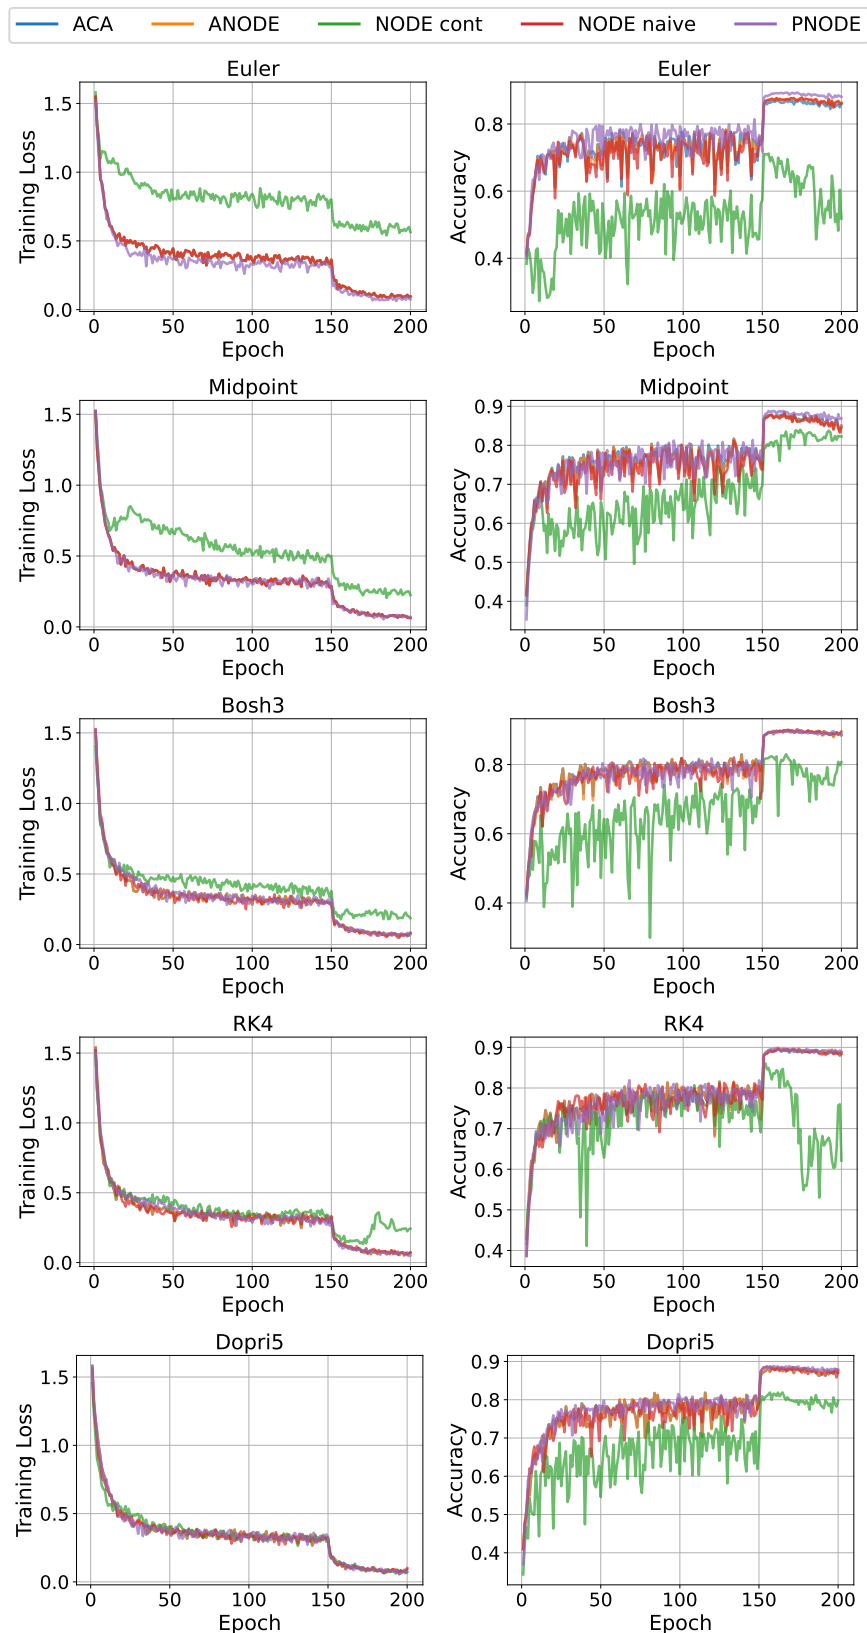 ACA ANODE NODE cont NODE naive PNODE
Euler Euler
1.5
1.0
0.5
0.0
Training Loss
0 50 100 150 200
Epoch
0.8
0.6
0.4
Accuracy
0 50 100 150 200
Epoch
Midpoint Midpoint
1.5
1.0
0.5
0.0
Training Loss
0 50 100 150 200
Epoch
0.9
0.8
0.7
0.6
0.5
0.4
Accuracy
0 50 100 150 200
Epoch
Bosh3 Bosh3
1.5
1.0
0.5
0.0
Training Loss
0 50 100 150 200
Epoch
0.8
0.6
0.4
Accuracy
0 50 100 150 200
Epoch
RK4 RK4
1.5
1.0
0.5
0.0
Training Loss
0 50 100 150 200
Epoch
0.9
0.8
0.7
0.6
0.5
0.4
Accuracy
0 50 100 150 200
Epoch
Dopri5 Dopri5
1.5
1.0
0.5
0.0
Training Loss
0 50 100 150 200
Epoch
0.9
0.8
0.7
0.6
0.5
0.4
Accuracy
0 50 100 150 200
Epoch